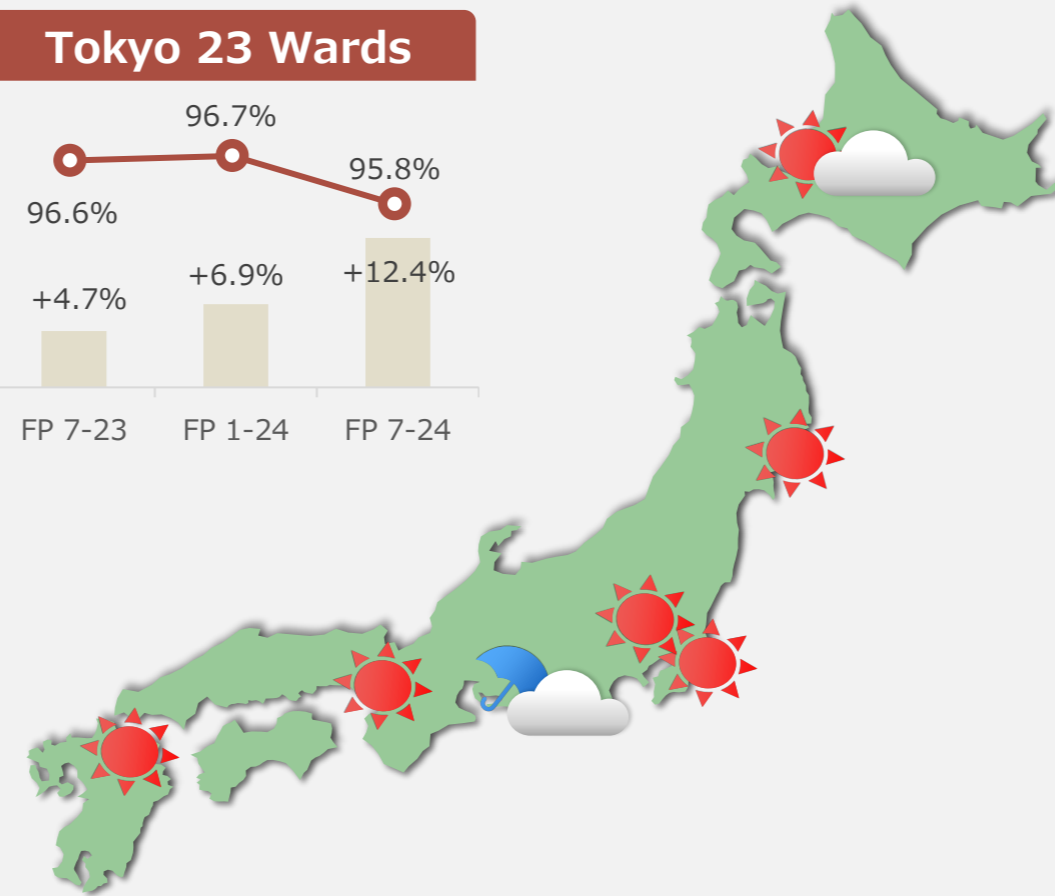 Tokyo 23 Wards
96.7%
95.8%
96.6%
+6.9%
+12.4%
+4.7%
FP 7-23
FP 1-24
FP 7-24